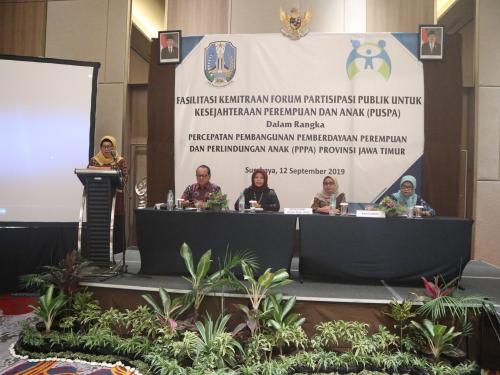 FASILITASI KEMITRAAN FORUM PARTISIPASI PUBLIK UNTUK
KESEJAHTERAAN PEREMPUAN DAN ANAK (PUSPA)
Dalam Rangka
PERCEPATAN PEMBANGUNAN PEMBERDAYAAN PEREMPUAN
DAN PERLINDUNGAN ANAK (PPPA) PROVINSI JAWA TIMUR
Surabaya, 12 September 2019